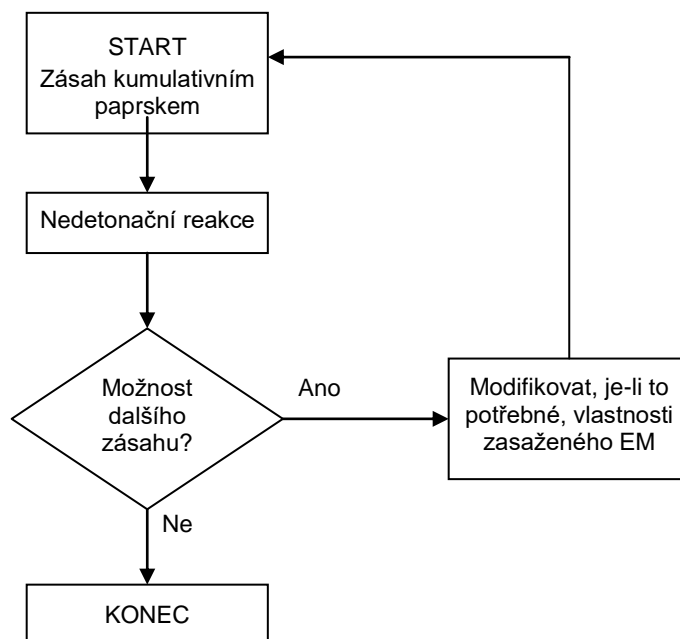 START
Zásah kumulativním
paprskem
Nedetonační reakce
Možnost
dalšího
zásahu?
Ano
Modifikovat, je-li to
potřebné, vlastnosti
zasaženého EM
Ne
KONEC